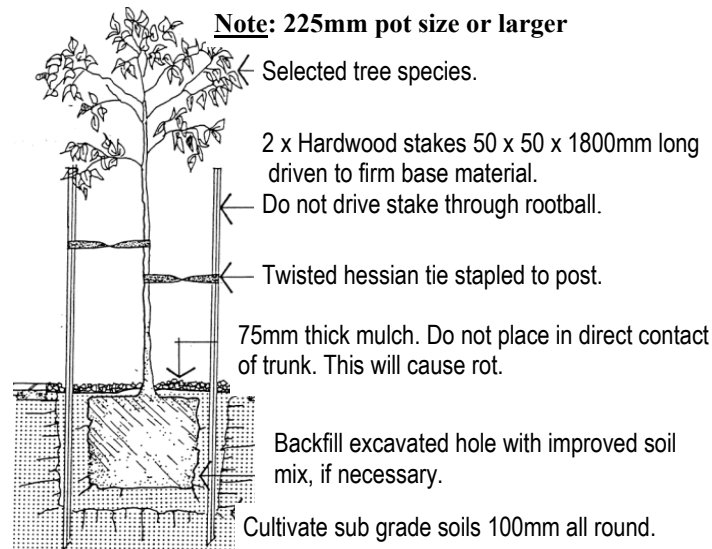 Note: 225mm pot size or larger
Selected tree species.
2 x Hardwood stakes 50 x 50 x 1800mm long
driven to firm base material.
Do not drive stake through rootball.
Twisted hessian tie stapled to post.
75mm thick mulch. Do not place in direct contact
of trunk. This will cause rot.
Backfill excavated hole with improved soil
mix, if necessary.
Cultivate sub grade soils 100mm all round.